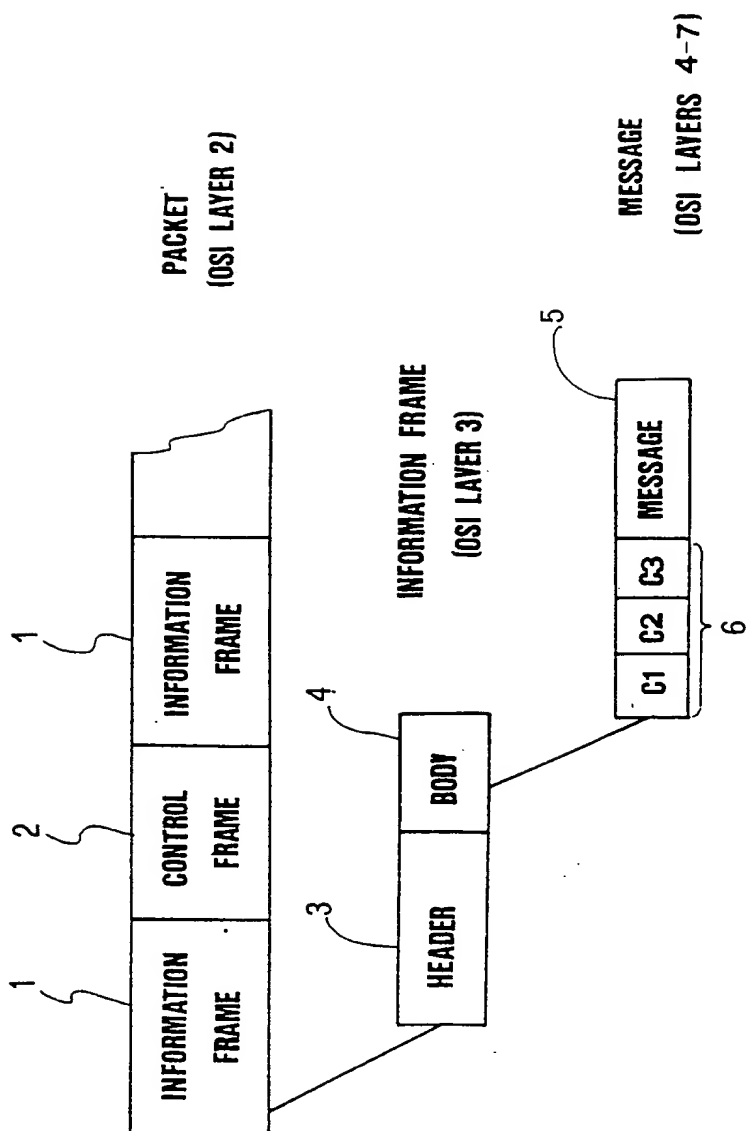 1
2
1
INFORMATION
FRAME
CONTROL
FRAME
INFORMATION
FRAME
PACKET
(OSI LAYER 2)
3
4
HEADER
BODY
INFORMATION FRAME
(OSI LAYER 3)
5
C1
C2
C3
MESSAGE
6
MESSAGE
(OSI LAYERS 4-7)